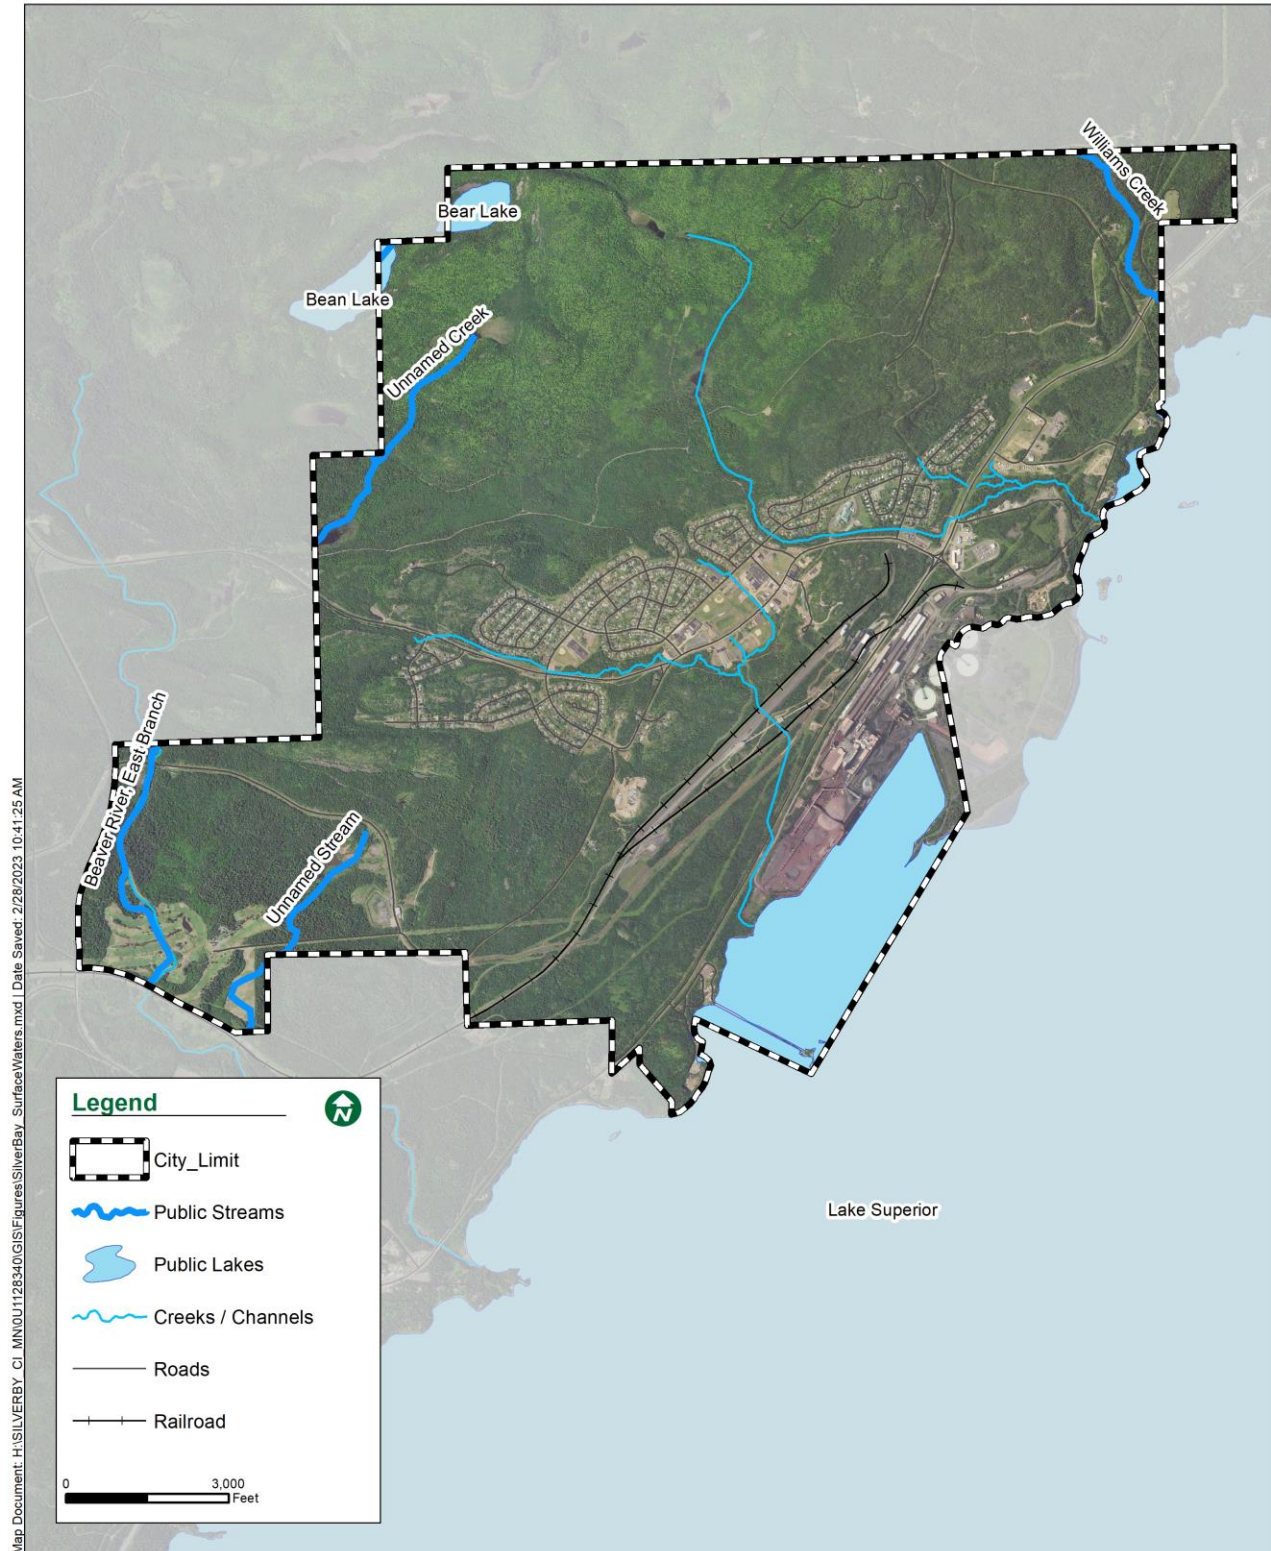 Williams Creek
Bear Lake
Bean Lake
Unnamed Creek
Beaver River, East Branch
Unnamed Stream
Lake Superior
Legend
N
City_Limit
Public Streams
Public Lakes
Creeks / Channels
Roads
Railroad
0 3,000
Feet
Map Document: H:\SILVERBY_CI_MN\0U1128340\GIS\Figures\SilverBay_SurfaceWaters.mxd | Date Saved: 2/28/2023 10:41:25 AM